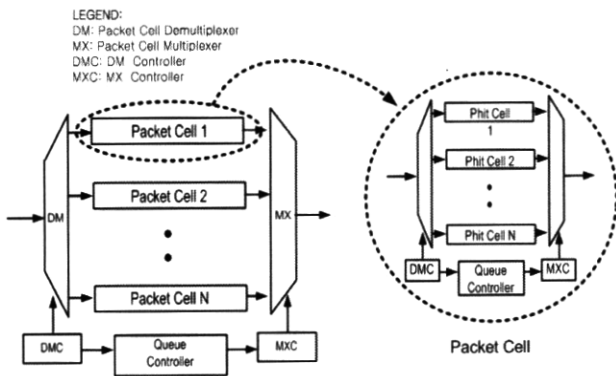 LEGEND:
DM: Packet Cell Demultiplexer
MX: Packet Cell Multiplexer
DMC: DM Controller
MXC: MX Controller
Packet Cell 1
Packet Cell 2
Packet Cell N
DM
MX
DMC
Queue
Controller
MXC
Phit Cell
1
Phit Cell 2
Phit Cell N
DMC
Queue
Controller
MXC
Packet Cell